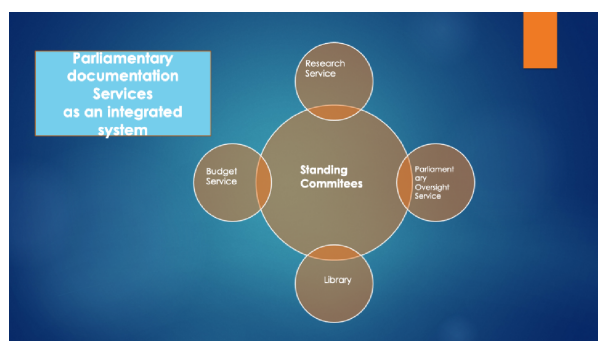 Parliamentary
documentation
Services
as an integrated
system
Research
Service
Budget
Service
Standing
Commitees
Parliament
ary
Oversight
Service
Library